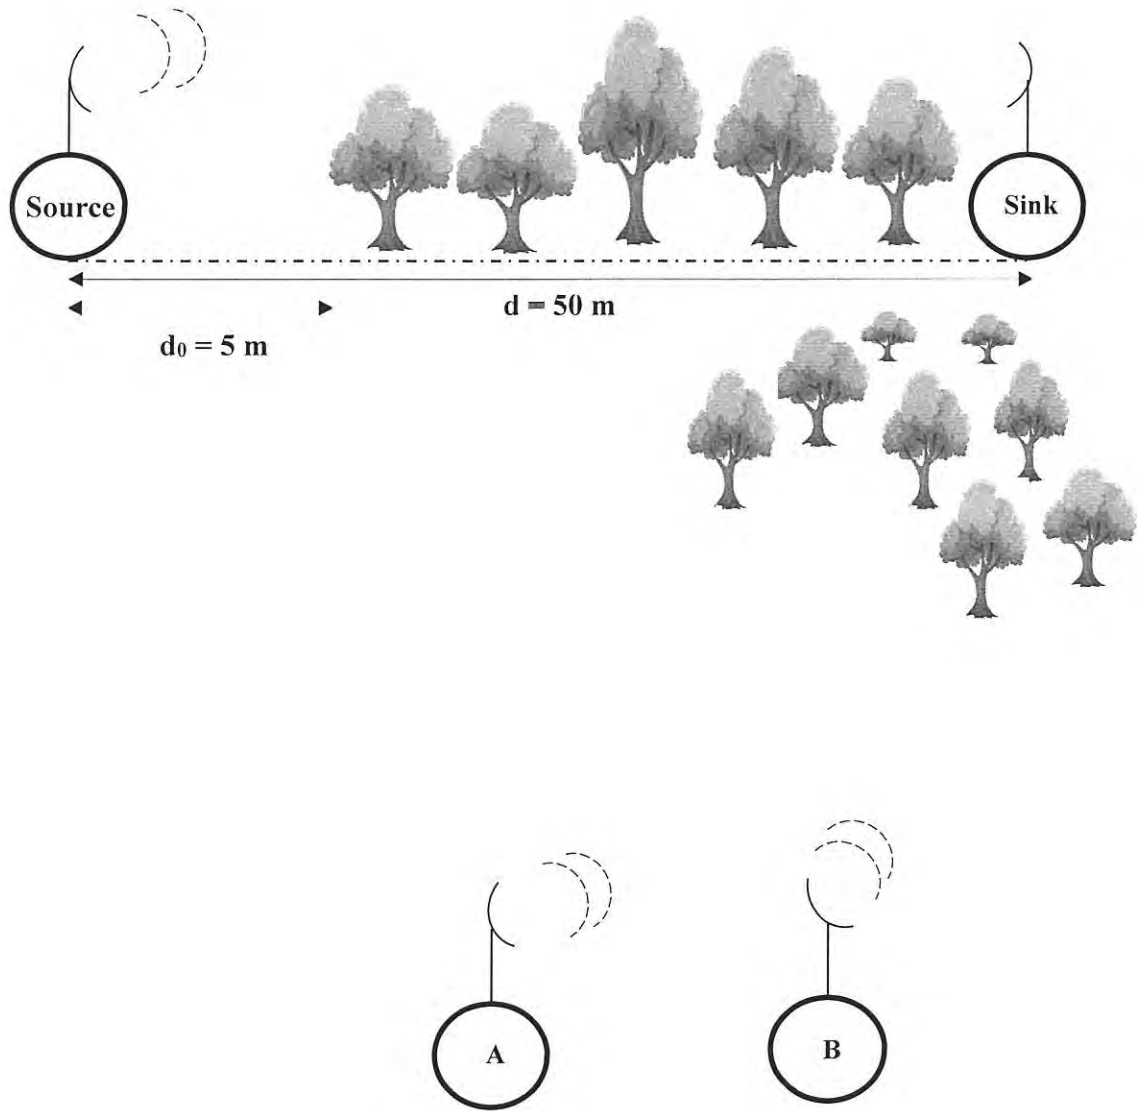 Source
Sink
d = 50 m
d₀ = 5 m
A
B